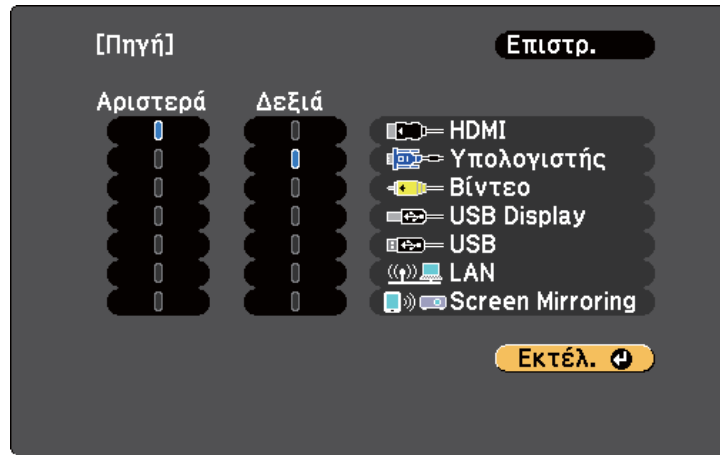 [Πηγή] Επιστρ.
Αριστερά Δεξιά
HDMI
Υπολογιστής
Βίντεο
USB Display
USB
LAN
Screen Mirroring
Εκτέλ.